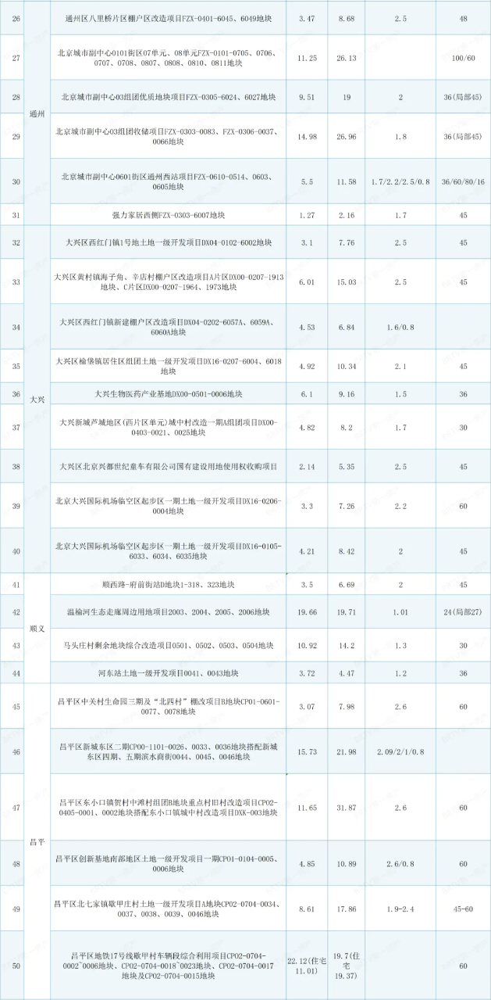 26 通州区八里桥片区棚户区改造项目FZX-0401-6045、6049地块 3.47 8.68 2.5 48
27 北京城市副中心0101街区07单元、08单元FZX-0101-0705、0706、
0707、0708、0807、0808、0810、0811地块 11.25 26.13 100/60
28 北京城市副中心03组团优质地块项目FZX-0305-6024、6027地块 9.51 19 2 36(局部45)
通州
29 北京城市副中心03组团收储项目FZX-0303-0083、FZX-0306-0037、
0066地块 14.98 26.96 1.8 36(局部45)
30 北京城市副中心0601街区通州西站项目FZX-0610-0514、0603、
0605地块 5.5 11.58 1.7/2.2/2.5/0.8 36/60/80/16
31 强力家居西侧FZX-0303-6007地块 1.27 2.16 1.7 45
32 大兴区西红门镇1号地土地一级开发项目DX04-0102-6002地块 3.1 7.76 2.5 45
33 大兴区黄村镇海子角、辛店村棚户区改造项目A片区DX00-0207-1913
地块、C片区DX00-0207-1964、1973地块 6.01 15.03 2.5 45
34 大兴区西红门镇新建棚户区改造项目DX04-0202-6057A、6059A、
6060A地块 4.53 6.84 1.6/0.8
35 大兴区榆垡镇居住区组团土地一级开发项目DX16-0207-6004、6018
地块 4.92 10.34 2.1 45
36 大兴 大兴生物医药产业基地DX00-0501-0006地块 6.1 9.16 1.5 36
37 大兴新城芦城地区(西片区单元)城中村改造一期A组团项目DX00-
0403-0021、0025地块 4.82 8.2 1.7 30
38 大兴区北京兴都世纪童车有限公司国有建设用地使用权收购项目 2.14 5.35 2.5 45
39 北京大兴国际机场临空区起步区一期土地一级开发项目DX16-0206-
0004地块 3.3 7.26 2.2 60
40 北京大兴国际机场临空区起步区一期土地一级开发项目DX16-0105-
6033、6034、6035地块 4.21 8.42 2 45
41 顺西路-府前街站D地块1-318、323地块 3.5 6.69 2 45
42 温榆河生态走廊周边用地项目2003、2004、2005、2006地块 19.66 19.71 1.01 24(局部27)
顺义
43 马头庄村剩余地块综合改造项目0501、0502、0503、0504地块 10.92 14.2 1.3 30
44 河东站土地一级开发项目0041、0043地块 3.72 4.47 1.2 36
45 昌平区中关村生命园三期及“北四村”棚改项目B地块CP01-0601-
0077、0078地块 3.07 7.98 2.6 60
46 昌平区新城东区二期CP00-1101-0026、0033、0036地块搭配新城
东区四期、五期滨水商街0044、0045、0046地块 15.73 21.98 2.09/2/1/0.8
47 昌平区东小口镇贺村中滩村组团B地块重点村旧村改造项目CP02-
0405-0001、0002地块搭配东小口镇城中村改造项目DXK-003地块 11.65 31.87 2.6 60
昌平
48 昌平区创新基地南部地区土地一级开发项目一期CP01-0104-0005、
0006地块 4.85 10.89 2.6/0.8 60
49 昌平区北七家镇歇甲庄村土地一级开发项目A地块CP02-0704-0034、
0037、0038、0039、0046地块 8.61 17.86 1.9-2.4 45-60
50 昌平区地铁17号线歇甲村车辆段综合利用项目CP02-0704-
0002~0006地块、CP02-0704-0018~0023地块、CP02-0704-0017
地块及CP02-0704-0015地块 22.12(住宅
11.01) 19.7(住
宅
19.37) 60